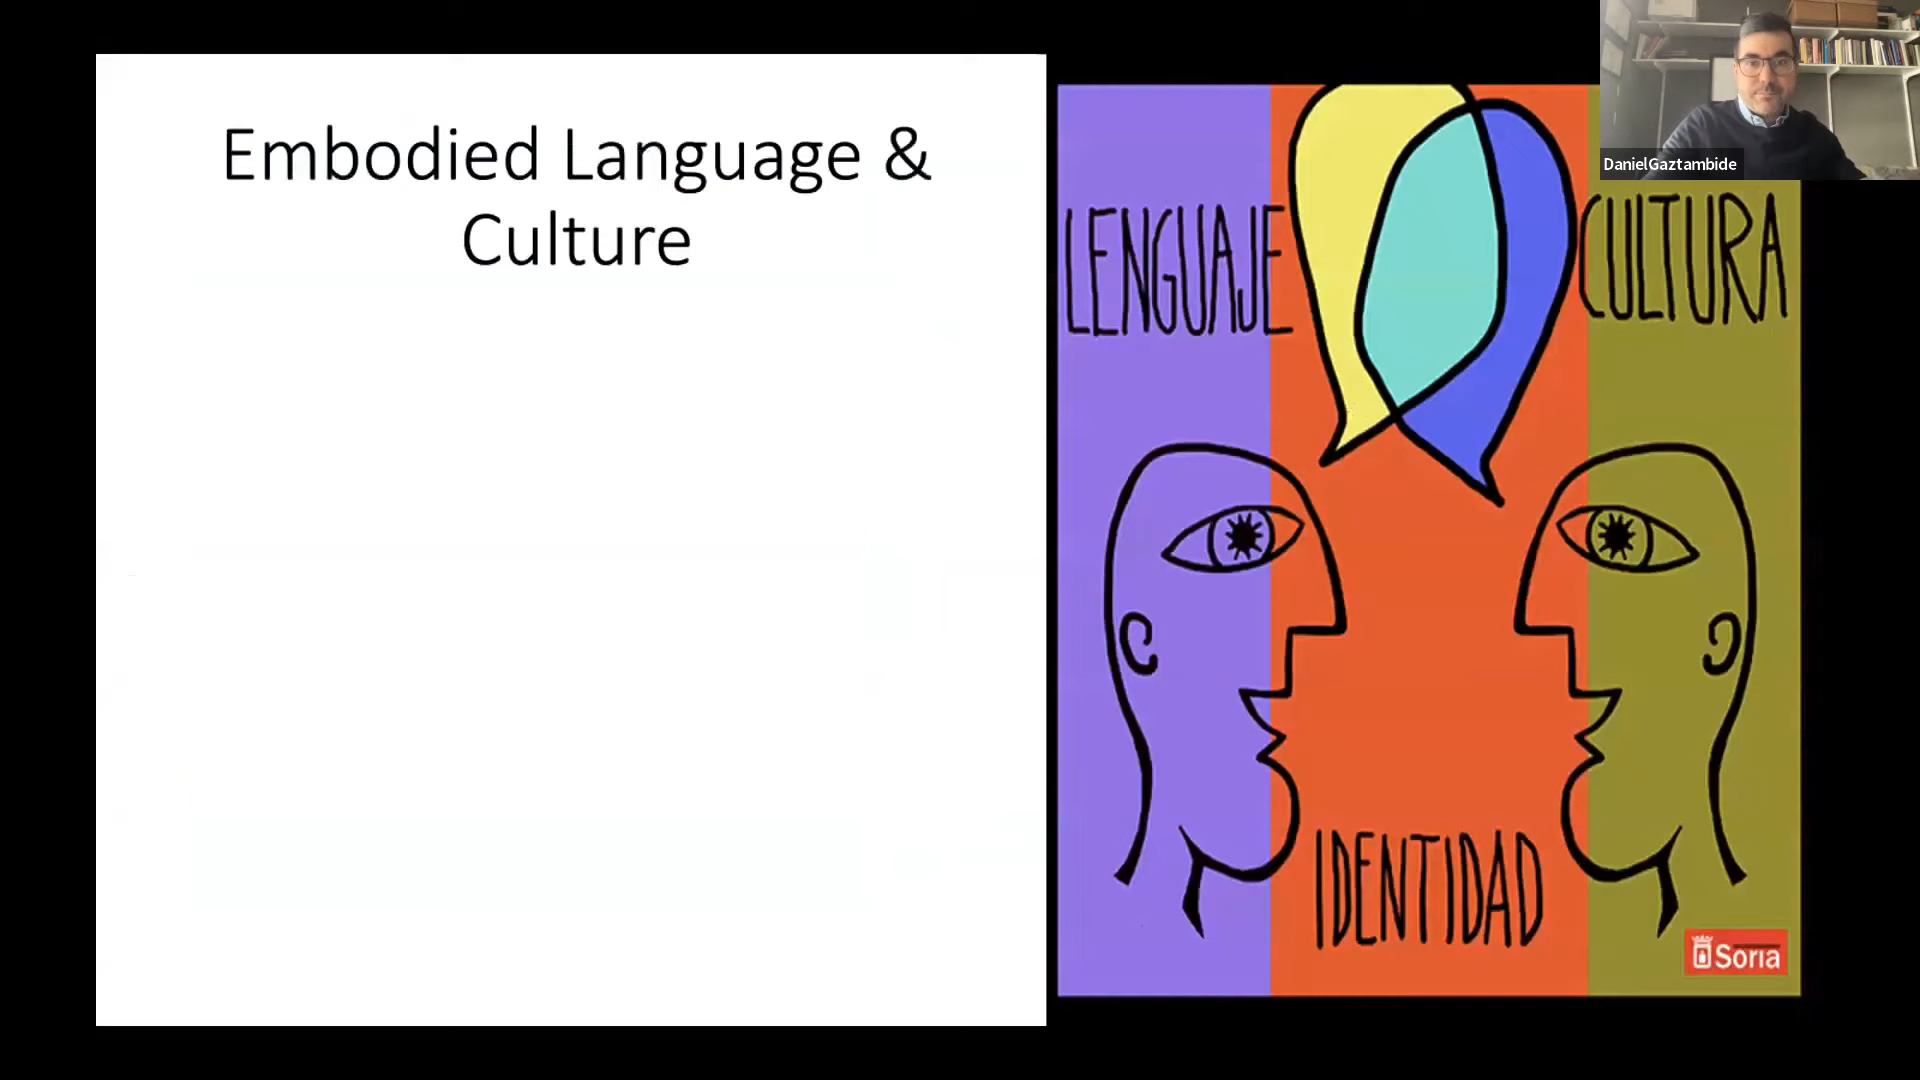 Embodied Language &
Culture
LENGUAJE
CULTURA
IDENTIDAD
Soria
DanielGaztambide